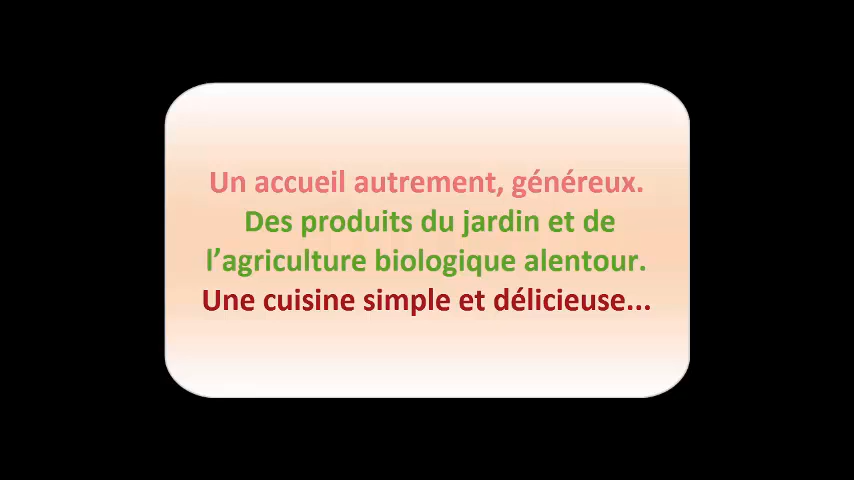 Un accueil autrement, généreux.
Des produits du jardin et de
l’agriculture biologique alentour.
Une cuisine simple et délicieuse...